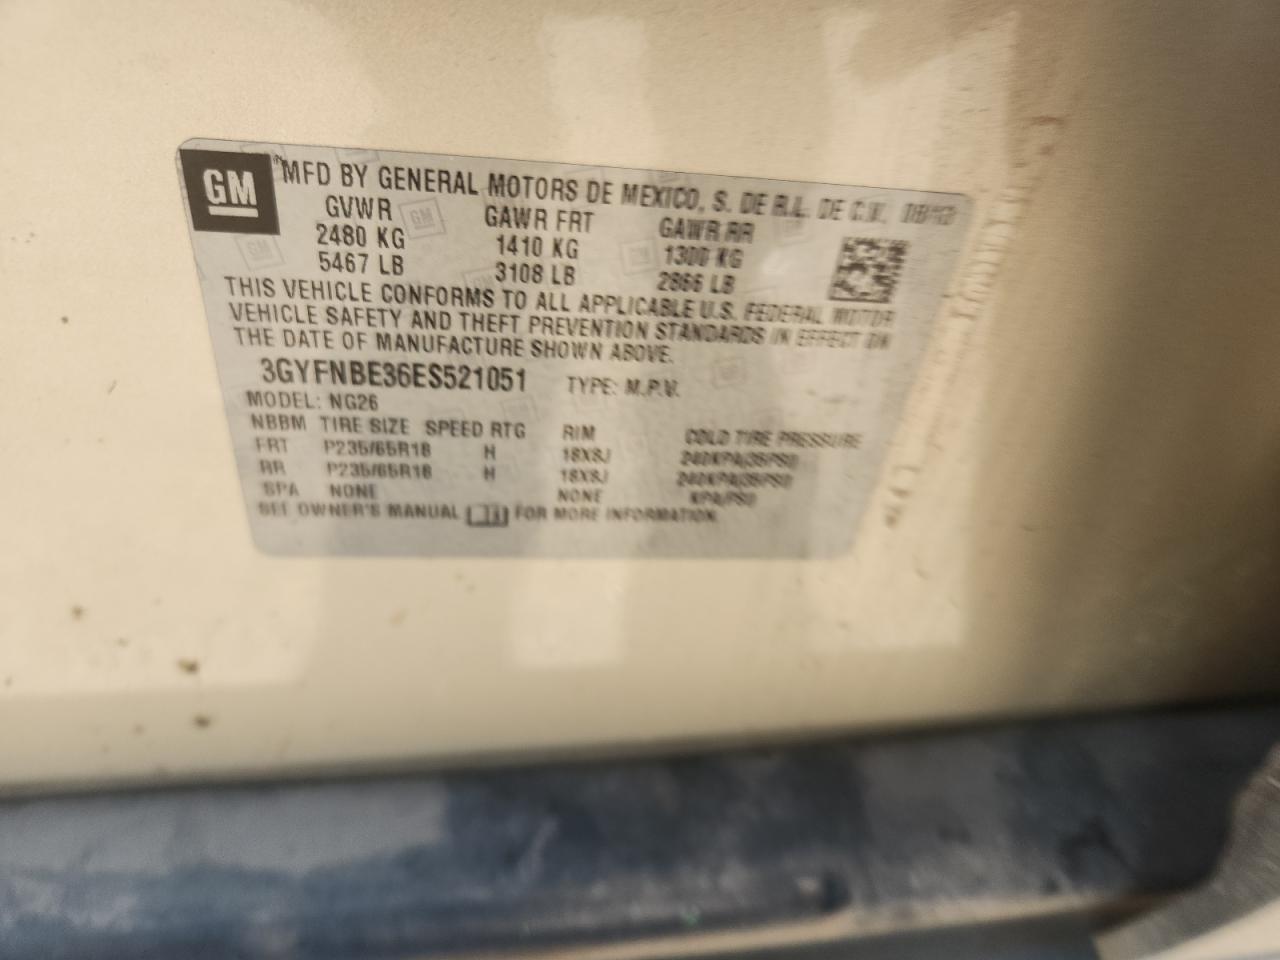 GM
MFD BY GENERAL MOTORS DE MEXICO, S. DE R.L. DE C.V.
GVWR GAWR FRT GAWR RR
2480 KG 1410 KG 1300 KG
5467 LB 3108 LB 2866 LB
THIS VEHICLE CONFORMS TO ALL APPLICABLE U.S. FEDERAL MOTOR
VEHICLE SAFETY AND THEFT PREVENTION STANDARDS IN EFFECT ON
THE DATE OF MANUFACTURE SHOWN ABOVE.
3GYFNBE36ES521051 TYPE: M.P.V.
MODEL: NG26
NBBM TIRE SIZE SPEED RTG RIM COLD TIRE PRESSURE
FRT P235/65R18 H 18X8J 240KPA(35PSI)
RR P235/65R18 H 18X8J 240KPA(35PSI)
SPA NONE NONE KPA(PSI)
SEE OWNER'S MANUAL FOR MORE INFORMATION